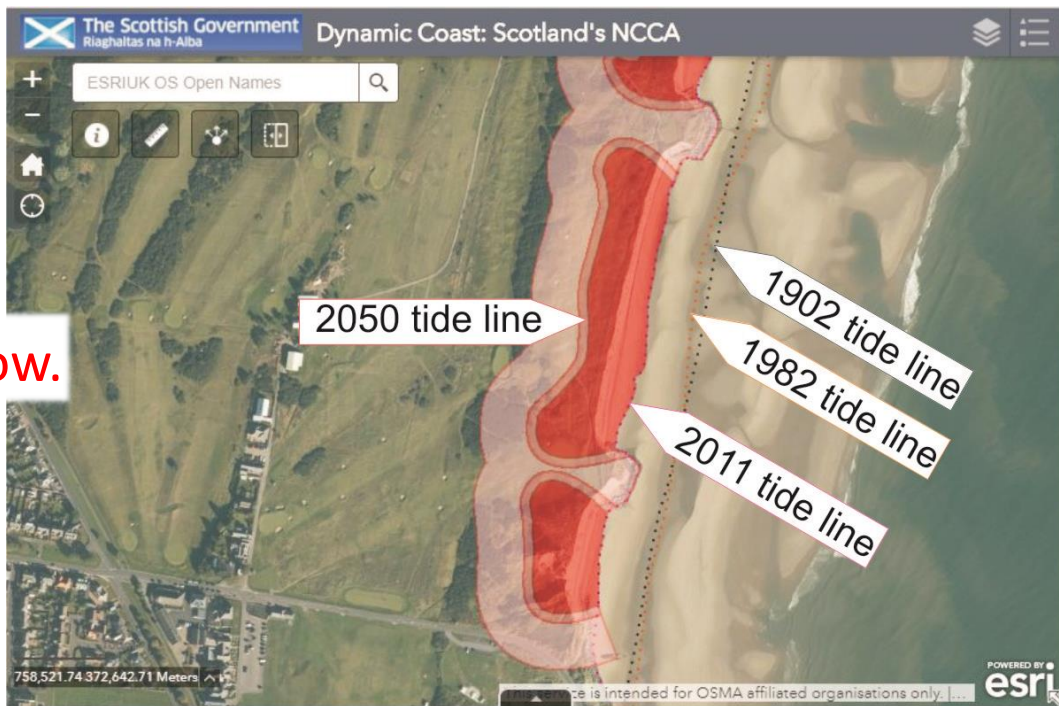 The Scottish Government
Riaghaltas na h-Alba
Dynamic Coast: Scotland's NCCA
ESRIUK OS Open Names
2050 tide line
1902 tide line
1982 tide line
2011 tide line
ow.
758,521.74 372,642.71 Meters
This service is intended for OSMA affiliated organisations only. |...
POWERED BY
esri